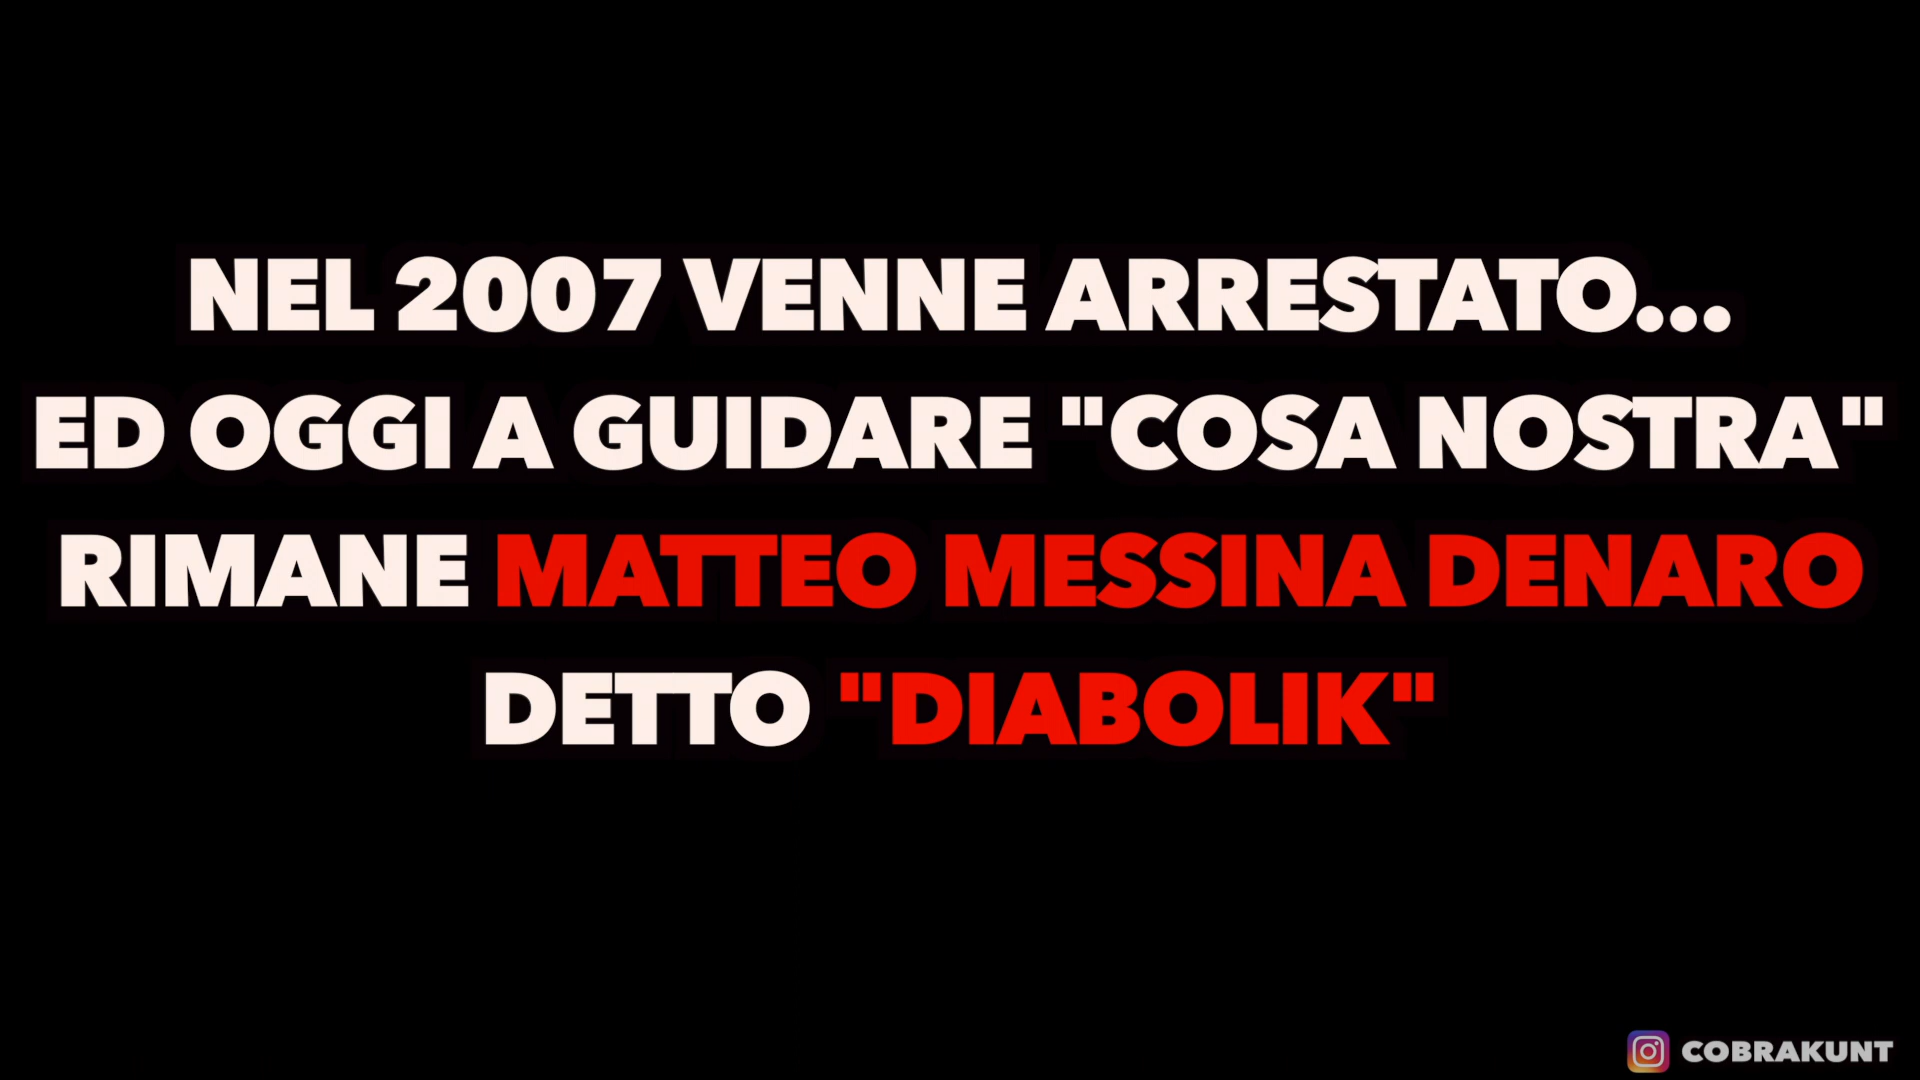 NEL 2007 VENNE ARRESTATO...
ED OGGI A GUIDARE "COSA NOSTRA"
RIMANE MATTEO MESSINA DENARO
DETTO "DIABOLIK"
COBRAKUNT